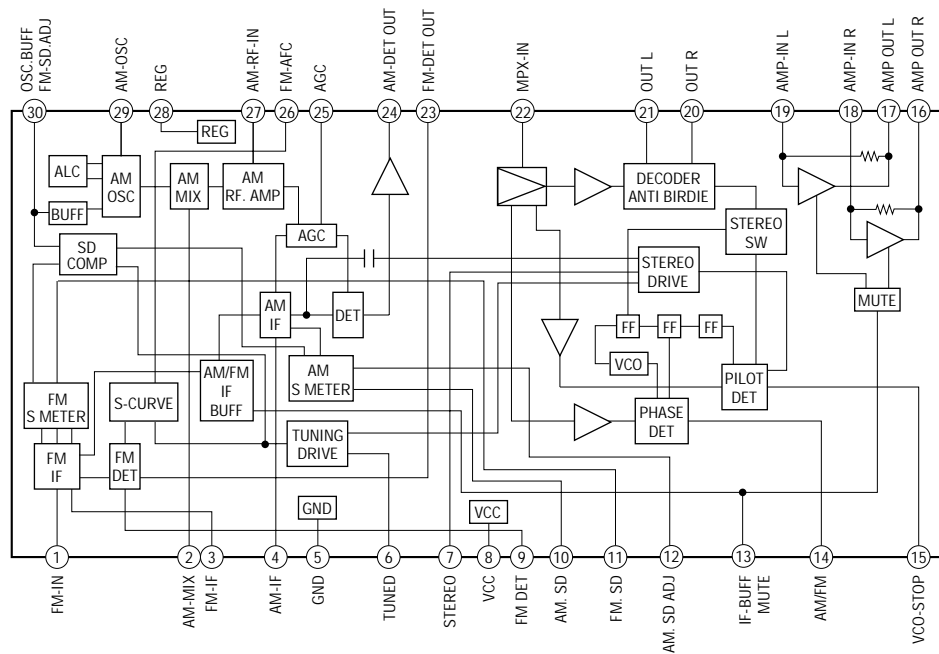 OSC.BUFF
FM-SD.ADJ
AM-OSC
REG
AM-RF-IN
FM-AFC
AGC
AM-DET OUT
FM-DET OUT
MPX-IN
OUT L
OUT R
AMP-IN L
AMP-IN R
AMP OUT L
AMP OUT R
30
29
28
27
26
25
24
23
22
21
20
19
18
17
16
REG
ALC
AM
OSC
AM
MIX
AM
RF. AMP
DECODER
ANTI BIRDIE
BUFF
AGC
STEREO
SW
SD
COMP
STEREO
DRIVE
MUTE
AM
IF
DET
FF
FF
FF
VCO
AM/FM
IF
BUFF
AM
S METER
PILOT
DET
FM
S METER
S-CURVE
PHASE
DET
TUNING
DRIVE
FM
IF
FM
DET
GND
VCC
1
2
3
4
5
6
7
8
9
10
11
12
13
14
15
FM-IN
AM-MIX
FM-IF
AM-IF
GND
TUNED
STEREO
VCC
FM DET
AM. SD
FM. SD
AM. SD ADJ
IF-BUFF
MUTE
AM/FM
VCO-STOP